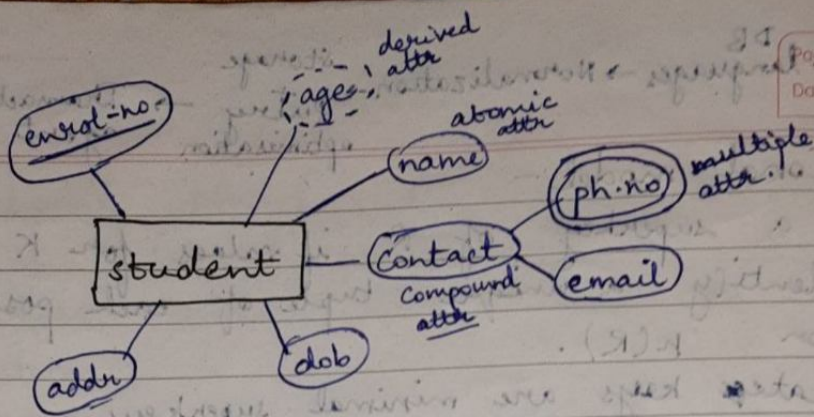 derived
attr
age
enrol-no
atomic
attr
name
multiple
attr.
ph.no
student
contact
compound
attr
email
addr
dob